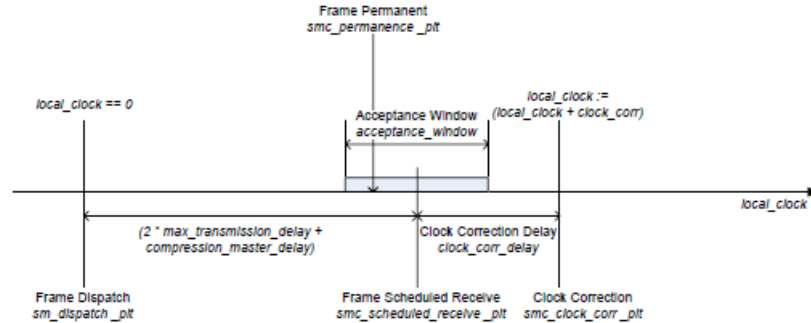 Frame Permanent
smc_permanence _pit
local_clock == 0
local_clock :=
(local_clock + clock_corr)
Acceptance Window
acceptance_window
local_clock
(2 * max_transmission_delay +
compression_master_delay)
Clock Correction Delay
clock_corr_delay
Frame Dispatch
sm_dispatch _pit
Frame Scheduled Receive
smc_scheduled_receive _pit
Clock Correction
smc_clock_corr _pit